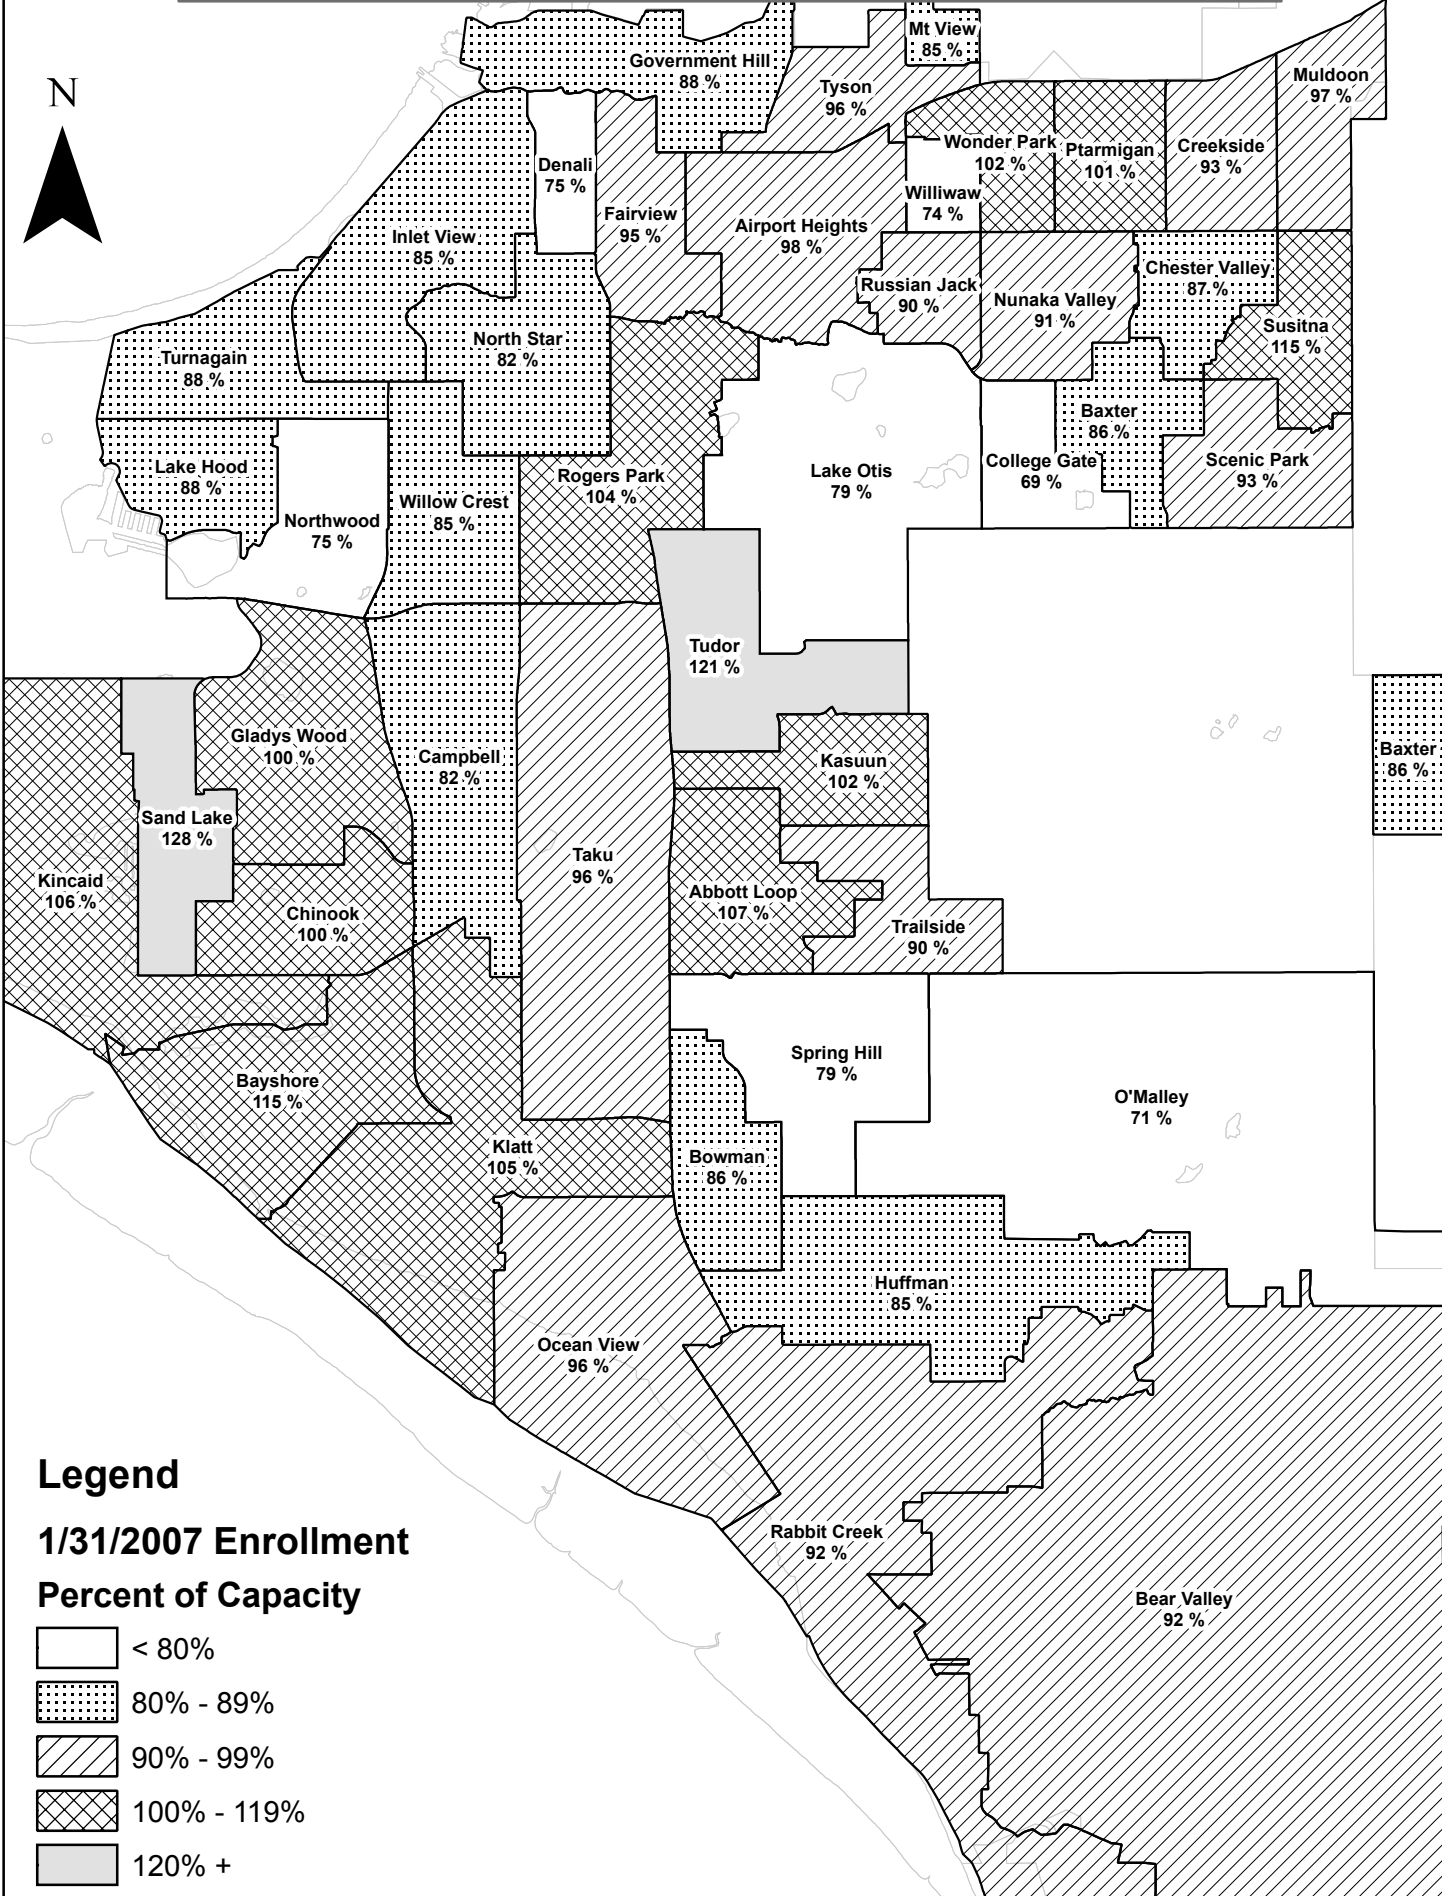 Mt View
85 %
Government Hill
88 %
Muldoon
97 %
Tyson
96 %
N
Wonder Park
102 %
Ptarmigan
101 %
Creekside
93 %
Denali
75 %
Williwaw
74 %
Fairview
95 %
Airport Heights
98 %
Inlet View
85 %
Chester Valley
87 %
Russian Jack
90 %
Nunaka Valley
91 %
Susitna
115 %
North Star
82 %
Turnagain
88 %
Baxter
86 %
Lake Hood
88 %
Rogers Park
104 %
Lake Otis
79 %
College Gate
69 %
Scenic Park
93 %
Willow Crest
85 %
Northwood
75 %
Tudor
121 %
Gladys Wood
100 %
Campbell
82 %
Kasuun
102 %
Baxter
86 %
Sand Lake
128 %
Taku
96 %
Kincaid
106 %
Abbott Loop
107 %
Chinook
100 %
Trailside
90 %
Spring Hill
79 %
Bayshore
115 %
O'Malley
71 %
Klatt
105 %
Bowman
86 %
Huffman
85 %
Ocean View
96 %
Rabbit Creek
92 %
Bear Valley
92 %
Legend
1/31/2007 Enrollment
Percent of Capacity
< 80%
80% - 89%
90% - 99%
100% - 119%
120% +